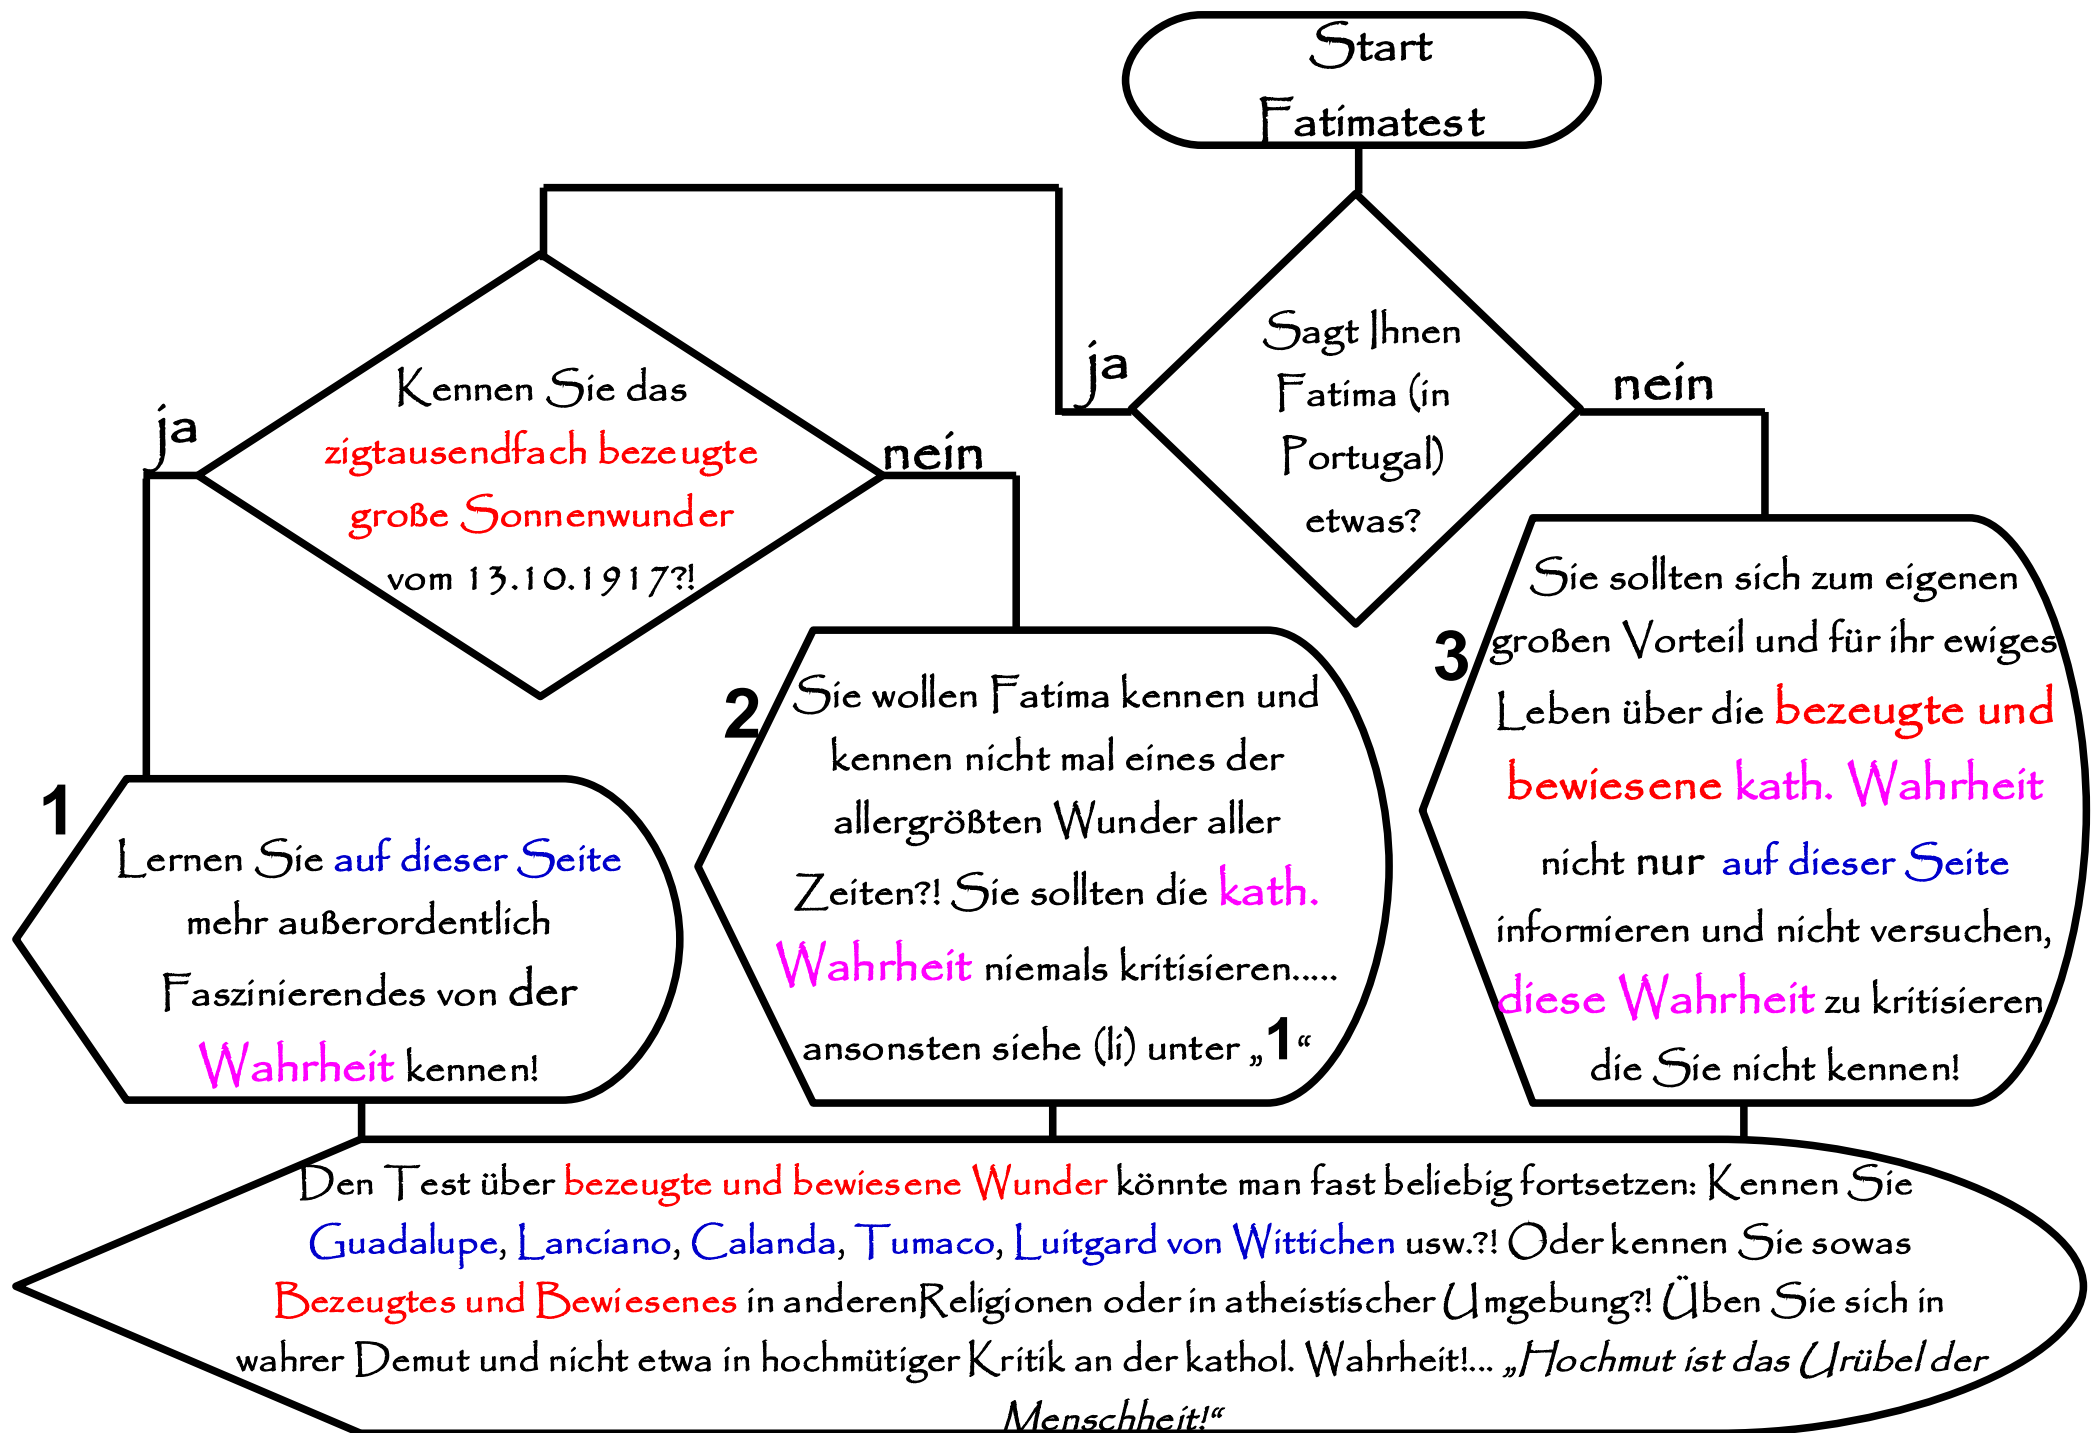 Start
Fatimatest
Sagt Ihnen
Fatima (in
Portugal)
etwas?
ja
nein
Kennen Sie das
zigtausendfach bezeugte
große Sonnenwunder
vom 13.10.1917?!
ja
nein
1
Lernen Sie auf dieser Seite
mehr außerordentlich
Faszinierendes von der
Wahrheit kennen!
2
Sie wollen Fatima kennen und
kennen nicht mal eines der
allergrößten Wunder aller
Zeiten?! Sie sollten die kath.
Wahrheit niemals kritisieren.....
ansonsten siehe (li) unter „1“
3
Sie sollten sich zum eigenen
großen Vorteil und für ihr ewiges
Leben über die bezeugte und
bewiesene kath. Wahrheit
nicht nur auf dieser Seite
informieren und nicht versuchen,
diese Wahrheit zu kritisieren
die Sie nicht kennen!
Den Test über bezeugte und bewiesene Wunder könnte man fast beliebig fortsetzen: Kennen Sie
Guadalupe, Lanciano, Calanda, Tumaco, Luitgard von Wittichen usw.?! Oder kennen Sie sowas
Bezeugtes und Bewiesenes in anderenReligionen oder in atheistischer Umgebung?! Üben Sie sich in
wahrer Demut und nicht etwa in hochmütiger Kritik an der kathol. Wahrheit!... „Hochmut ist das Urübel der
Menschheit!“